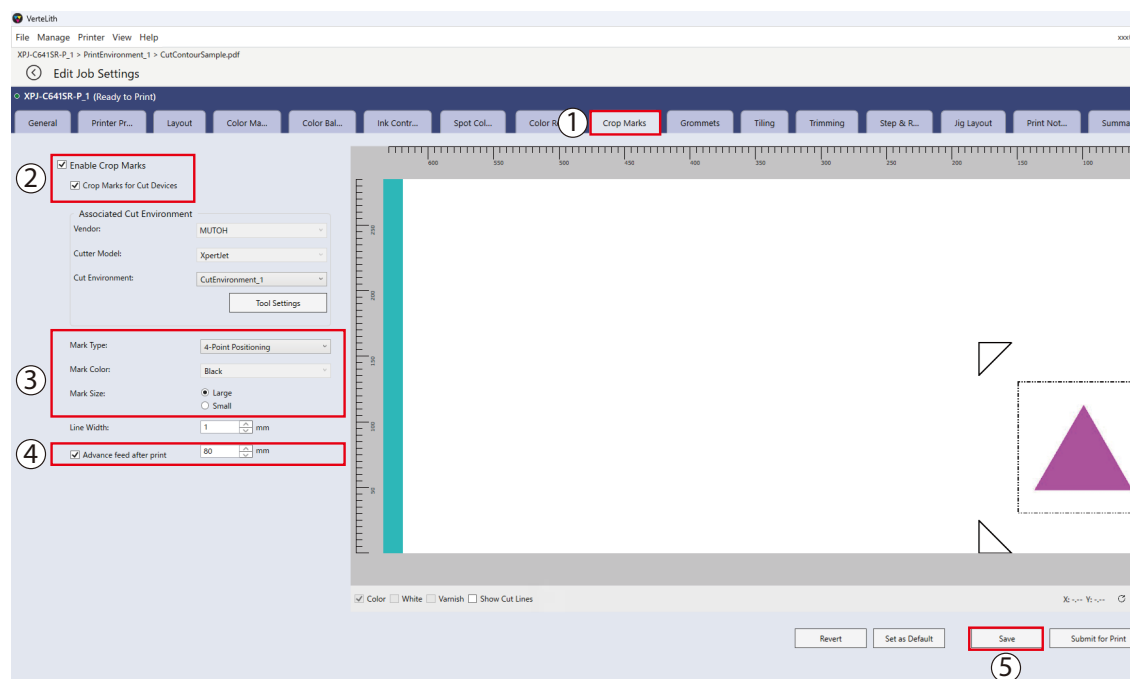 VerteLith
File Manage Printer View Help
xxx
XPJ-C641SR-P_1 > PrintEnvironment_1 > CutContourSample.pdf
Edit Job Settings
XPJ-C641SR-P_1 (Ready to Print)
General Printer Pr... Layout Color Ma... Color Bal... Ink Contr... Spot Col... Color R ① Crop Marks Grommets Tiling Trimming Step & R... Jig Layout Print Not... Summa
600 550 500 450 400 350 300 250 200 150 100
② Enable Crop Marks
Crop Marks for Cut Devices
Associated Cut Environment
Vendor: MUTOH
Cutter Model: XpertJet
Cut Environment: CutEnvironment_1
Tool Settings
③
Mark Type: 4-Point Positioning
Mark Color: Black
Mark Size: Large
Small
Line Width: 1 mm
④ Advance feed after print 80 mm
250
200
150
100
50
Color White Varnish Show Cut Lines
X: -.-- Y: -.--
Revert Set as Default Save Submit for Print
⑤